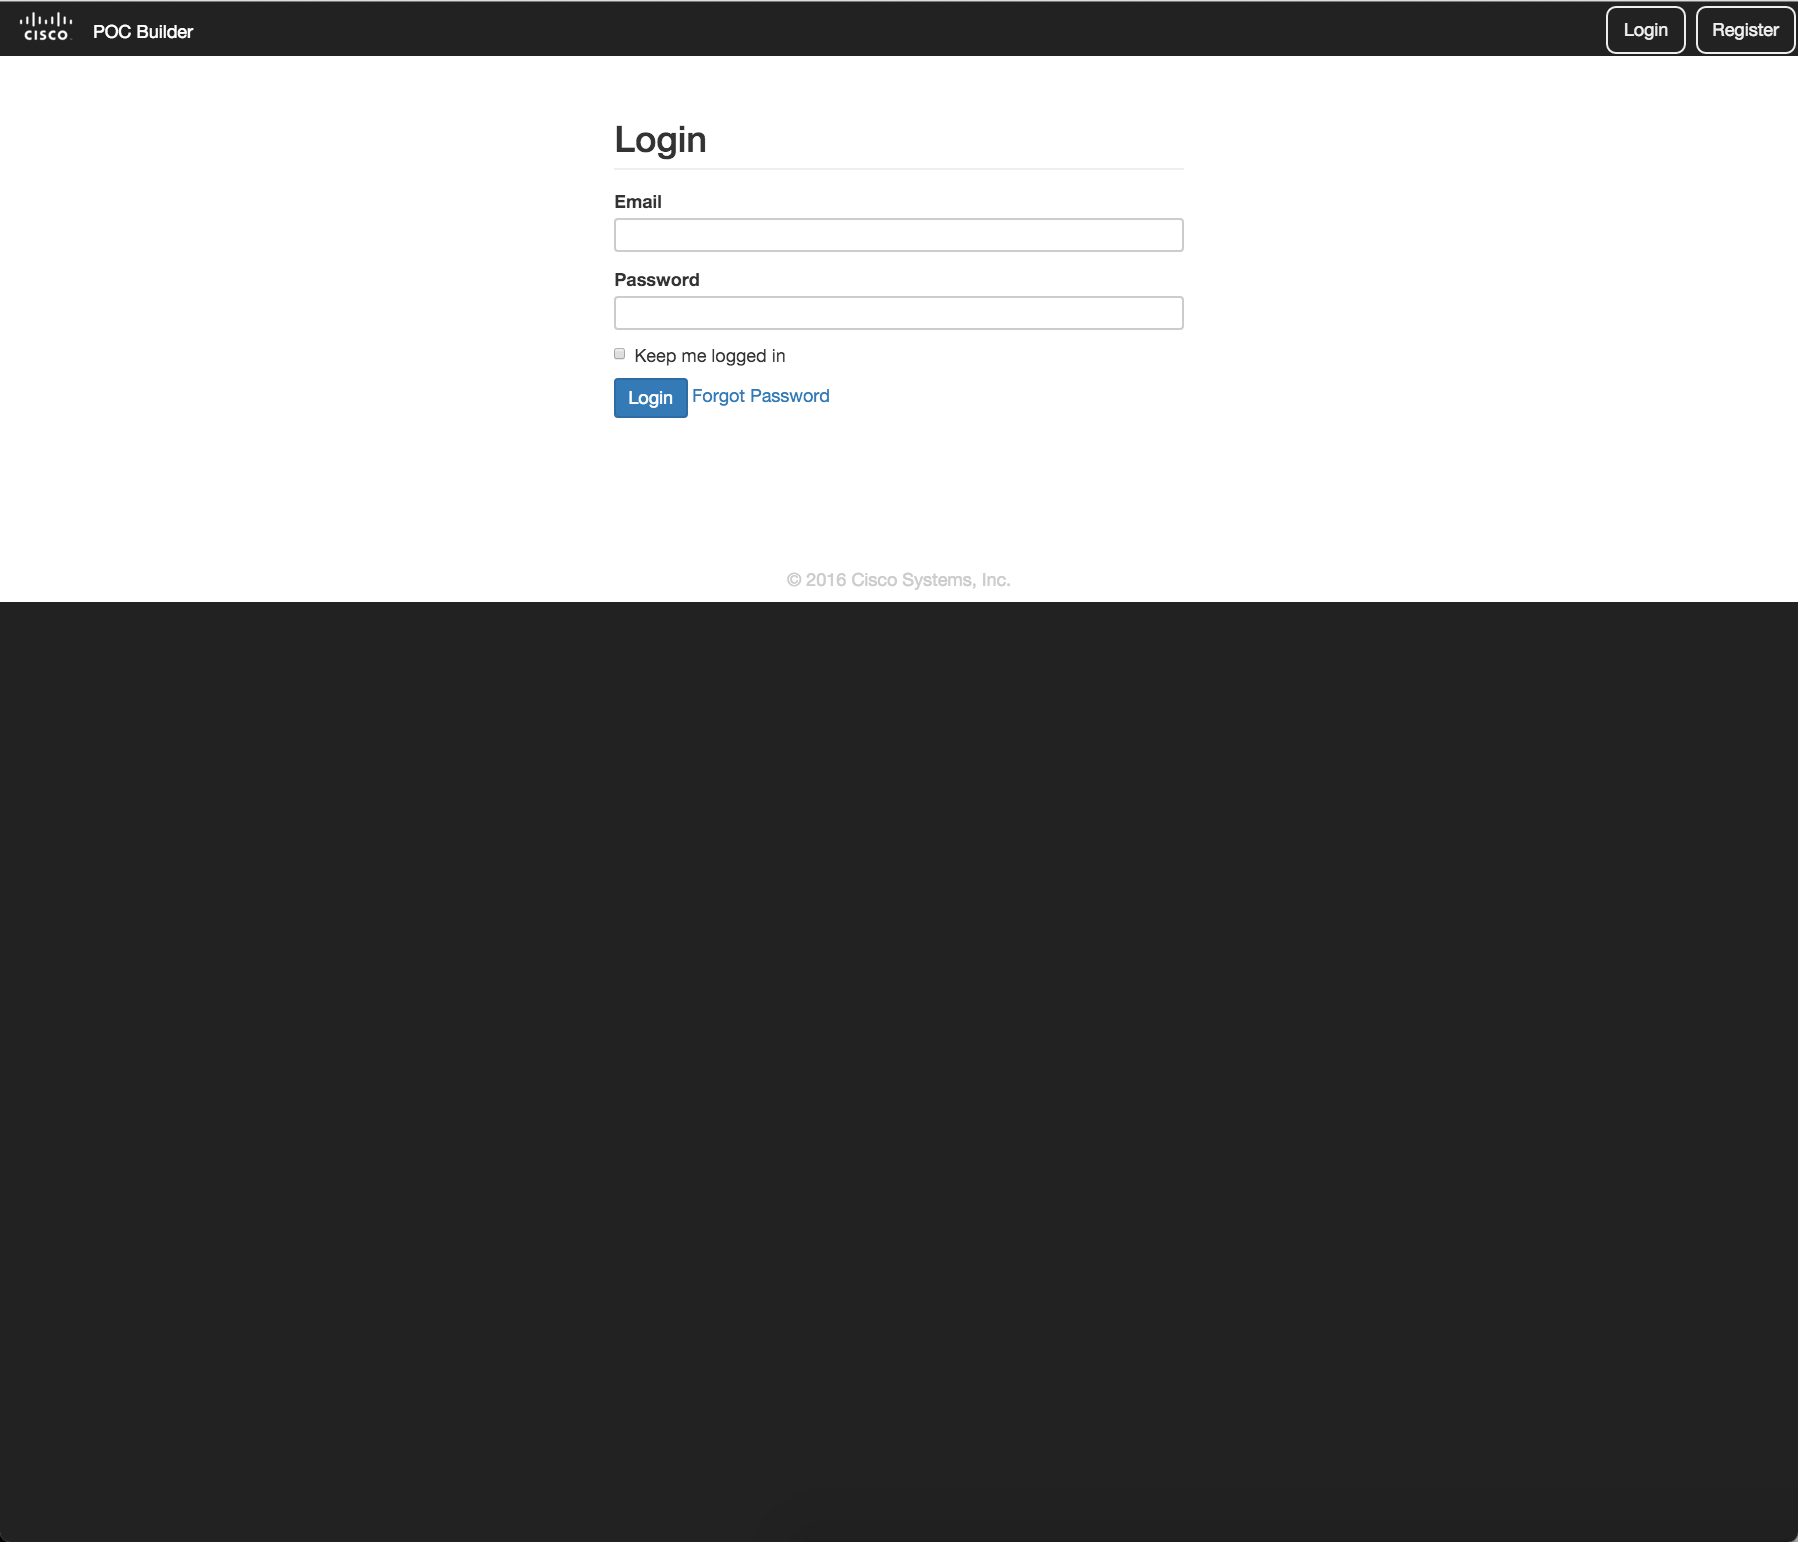 CISCO POC Builder Login Register
Login
Email
Password
Keep me logged in
Login Forgot Password
© 2016 Cisco Systems, Inc.